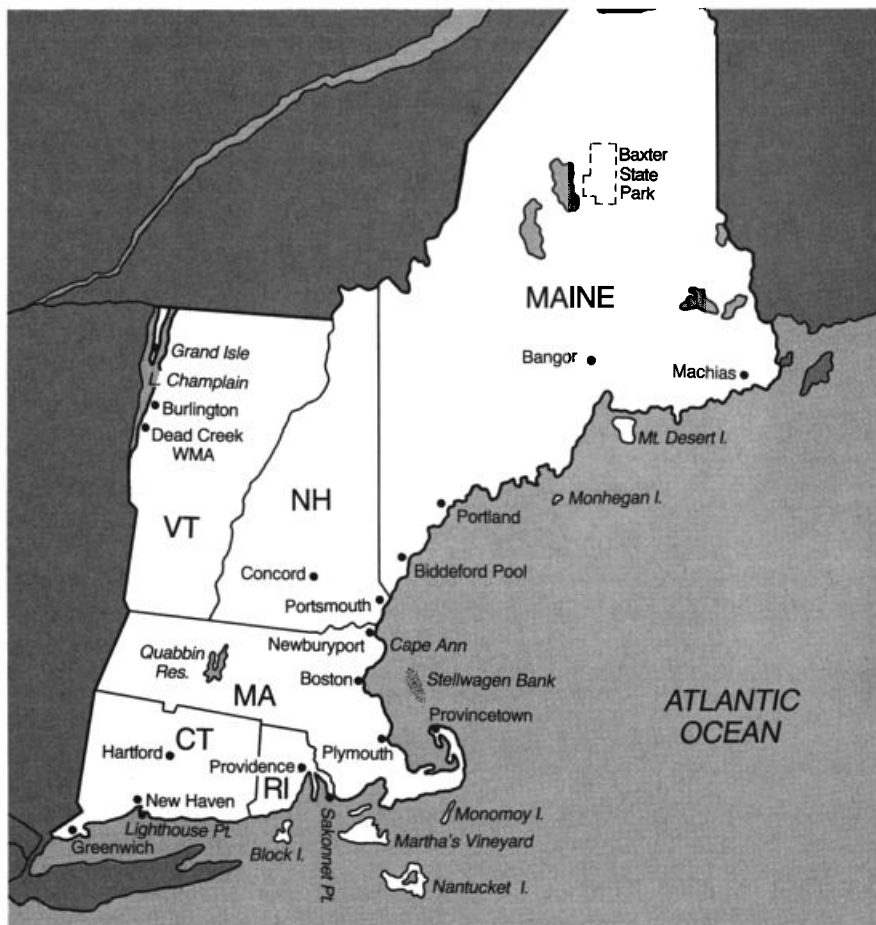 Baxter
State
Park
MAINE
Grand Isle
L. Champlain
Bangor
Machias
Burlington
Dead Creek
WMA
Mt. Desert I.
NH
Monhegan I.
Portland
VT
Concord
Biddeford Pool
Portsmouth
Newburyport
Cape Ann
Quabbin
Res.
Boston
Stellwagen Bank
MA
ATLANTIC
OCEAN
Provincetown
CT
Plymouth
Hartford
Providence
RI
New Haven
Monomoy I.
Lighthouse Pt.
Sakonnet Pt.
Martha's Vineyard
Greenwich
Block I.
Nantucket I.